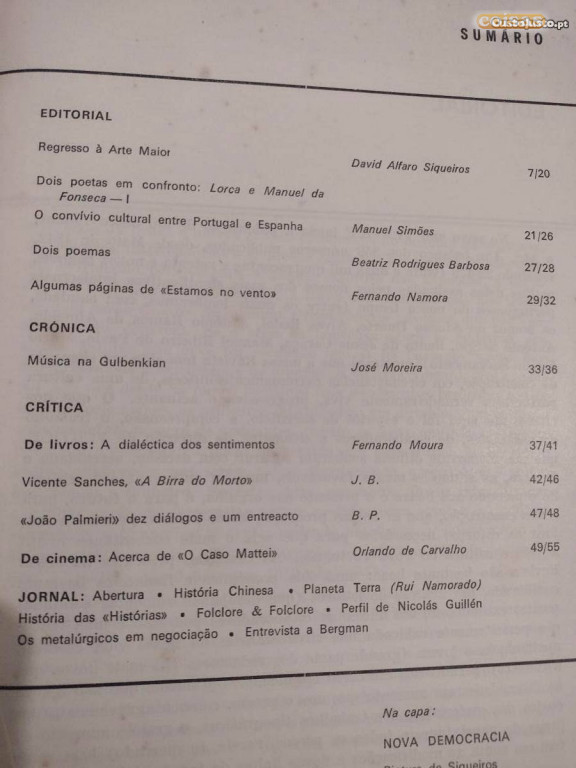 coisas
CustoJusto.pt
SUMÁRIO
EDITORIAL
Regresso à Arte Maior David Alfaro Siqueiros 7/20
Dois poetas em confronto: Lorca e Manuel da
Fonseca — I
O convívio cultural entre Portugal e Espanha Manuel Simões 21/26
Dois poemas Beatriz Rodrigues Barbosa 27/28
Algumas páginas de «Estamos no vento» Fernando Namora 29/32
CRÓNICA
Música na Gulbenkian José Moreira 33/36
CRÍTICA
De livros: A dialéctica dos sentimentos Fernando Moura 37/41
Vicente Sanches, «A Birra do Morto» J. B. 42/46
«João Palmieri» dez diálogos e um entreacto B. P. 47/48
De cinema: Acerca de «O Caso Mattei» Orlando de Carvalho 49/55
JORNAL: Abertura • História Chinesa • Planeta Terra (Rui Namorado)
História das «Histórias» • Folclore & Folclore • Perfil de Nicolás Guillén
Os metalúrgicos em negociação • Entrevista a Bergman
Na capa:
NOVA DEMOCRACIA
Pintura de Siqueiros